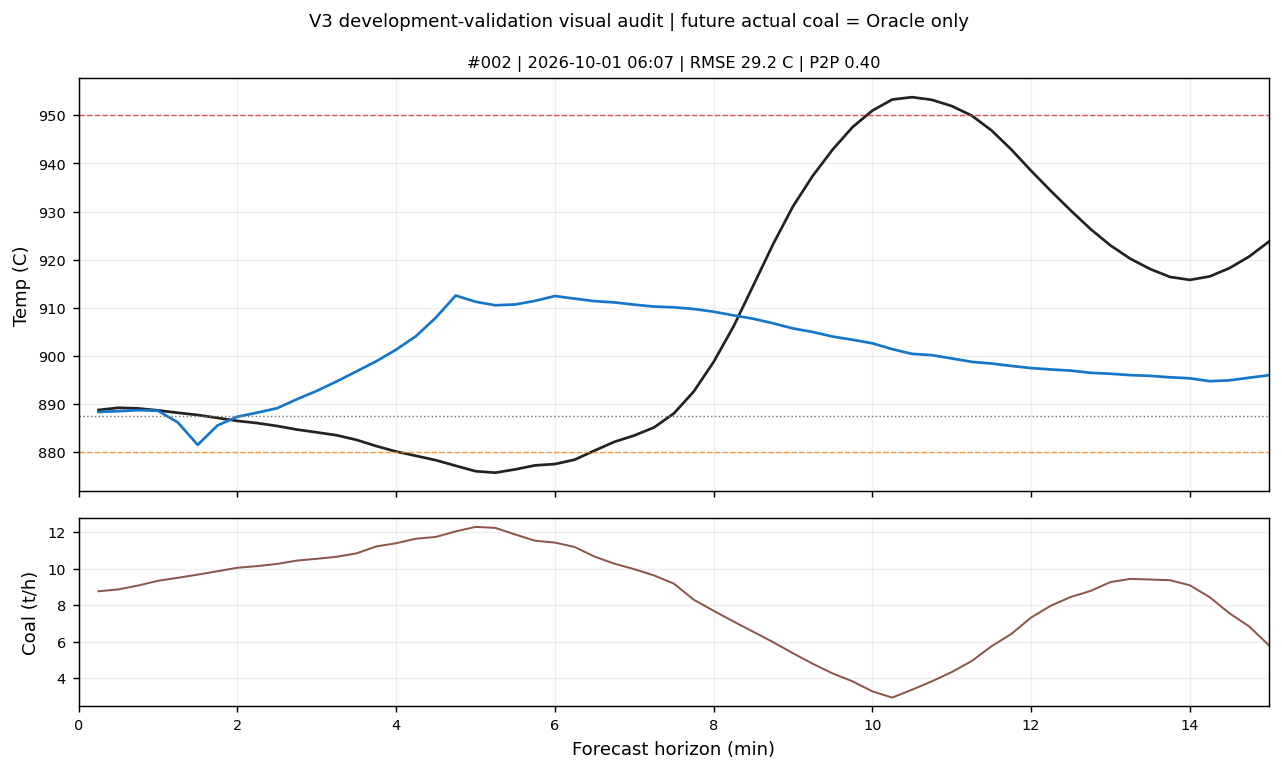 V3 development-validation visual audit | future actual coal = Oracle only
#002 | 2026-10-01 06:07 | RMSE 29.2 C | P2P 0.40
Temp (C)
950
940
930
920
910
900
890
880
Coal (t/h)
12
10
8
6
4
0 2 4 6 8 10 12 14
Forecast horizon (min)